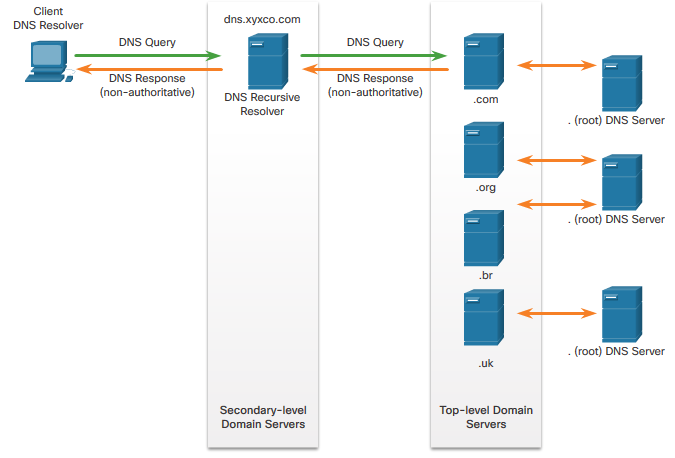 Client
DNS Resolver
dns.xyxco.com
DNS Query
DNS Response
(non-authoritative)
DNS Recursive
Resolver
DNS Query
DNS Response
(non-authoritative)
.com
. (root) DNS Server
.org
. (root) DNS Server
.br
.uk
. (root) DNS Server
Secondary-level
Domain Servers
Top-level Domain
Servers